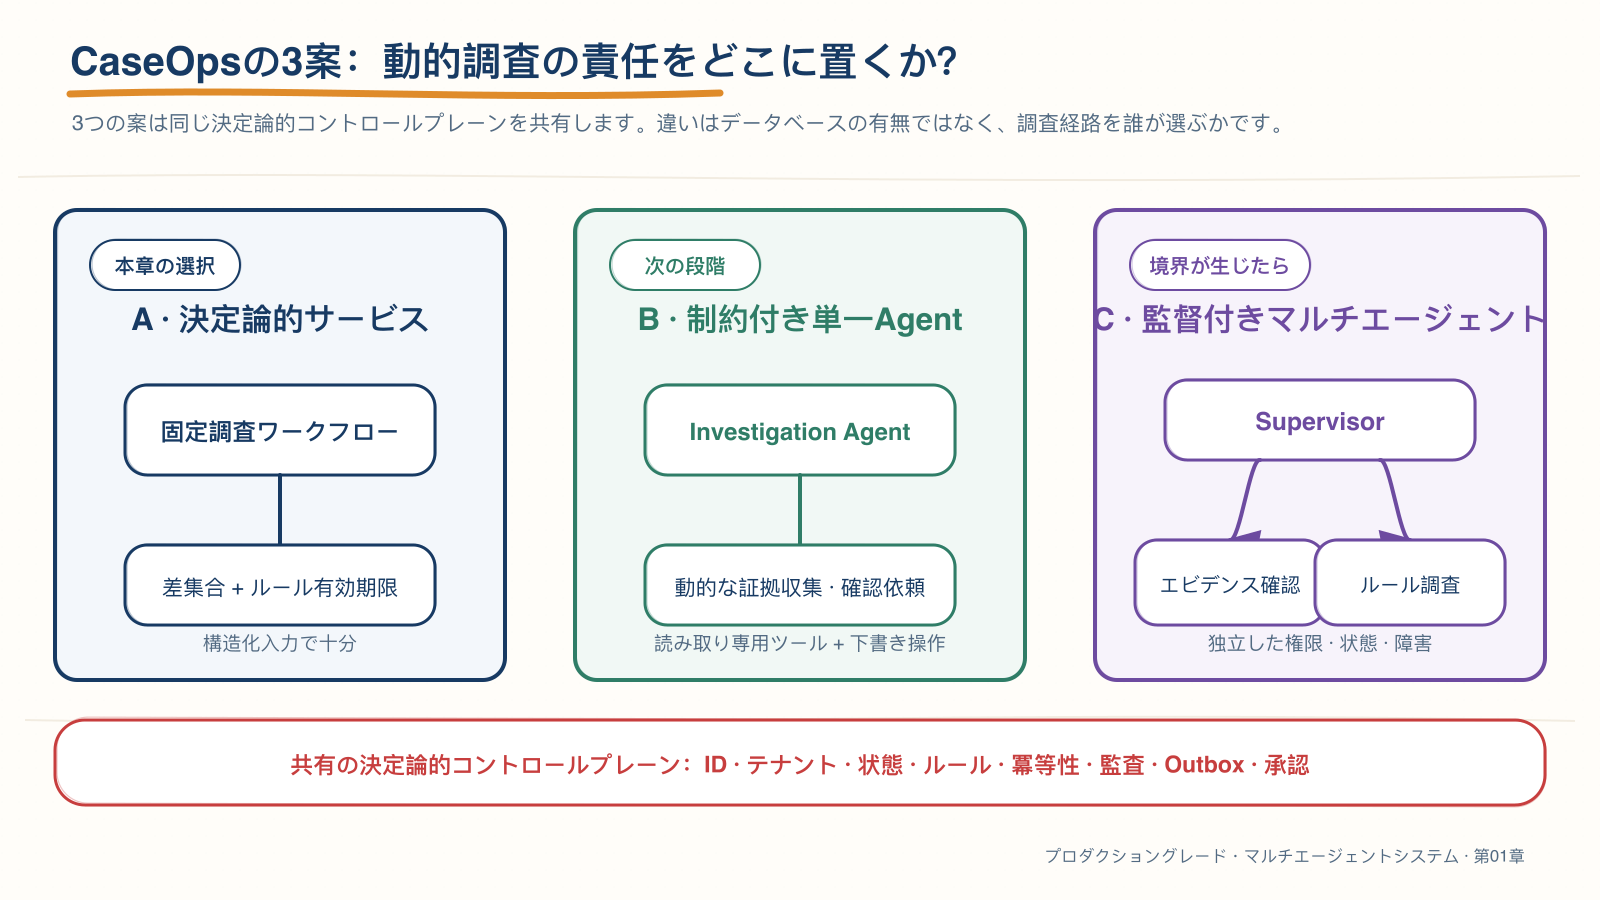 CaseOpsの3案：動的調査の責任をどこに置くか?
3つの案は同じ決定論的コントロールプレーンを共有します。違いはデータベースの有無ではなく、調査経路を誰が選ぶかです。
本章の選択
A · 決定論的サービス
固定調査ワークフロー
差集合 + ルール有効期限
構造化入力で十分
次の段階
B · 制約付き単一Agent
Investigation Agent
動的な証拠収集 · 確認依頼
読み取り専用ツール + 下書き操作
境界が生じたら
C · 監督付きマルチエージェント
Supervisor
エビデンス確認
ルール調査
独立した権限 · 状態 · 障害
共有の決定論的コントロールプレーン：ID · テナント · 状態 · ルール · 冪等性 · 監査 · Outbox · 承認
プロダクショングレード · マルチエージェントシステム · 第01章